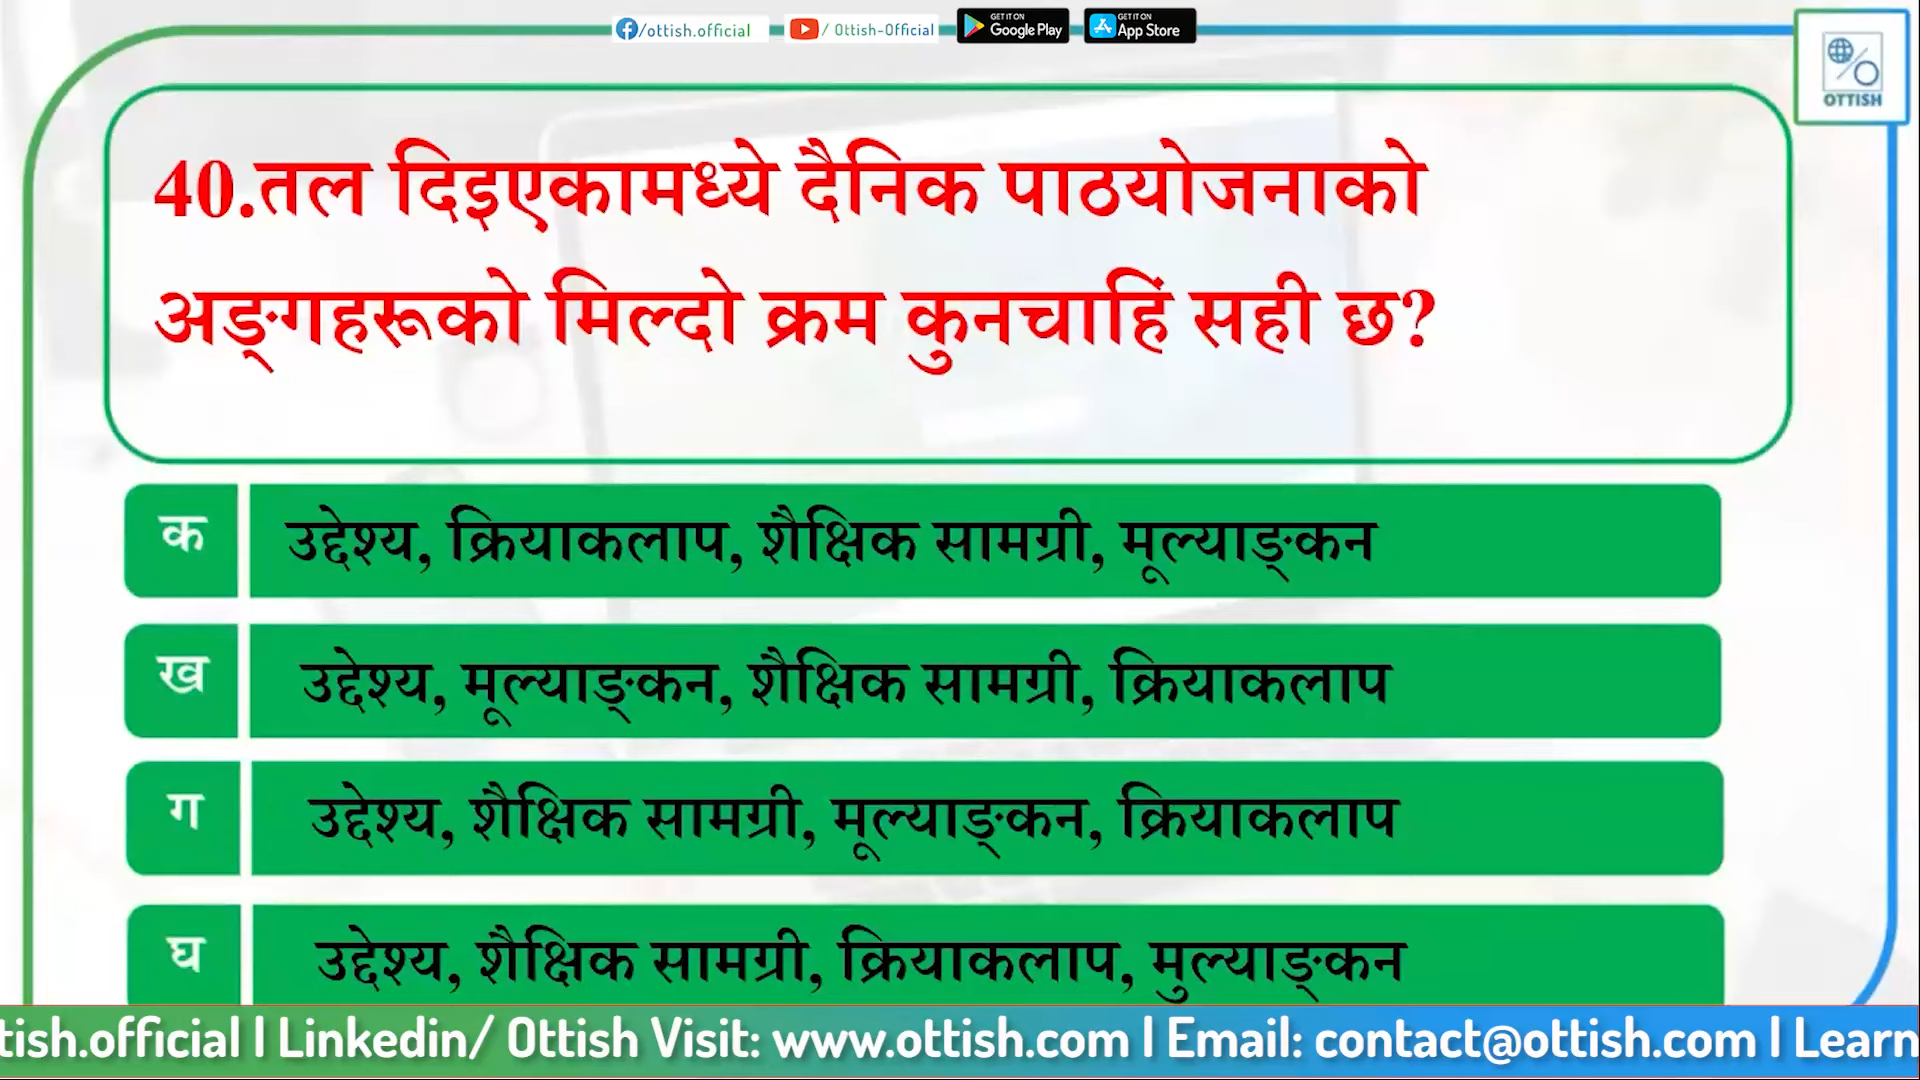 /ottish.official
/ Ottish-Official
GET IT ON
Google Play
GET IT ON
App Store
OTTISH
40.तल दिइएकामध्ये दैनिक पाठयोजनाको
अङ्गहरूको मिल्दो क्रम कुनचाहिं सही छ?
क उद्देश्य, क्रियाकलाप, शैक्षिक सामग्री, मूल्याङ्कन
ख उद्देश्य, मूल्याङ्कन, शैक्षिक सामग्री, क्रियाकलाप
ग उद्देश्य, शैक्षिक सामग्री, मूल्याङ्कन, क्रियाकलाप
घ उद्देश्य, शैक्षिक सामग्री, क्रियाकलाप, मुल्याङ्कन
tish.official | Linkedin/ Ottish Visit: www.ottish.com | Email: contact@ottish.com | Learn